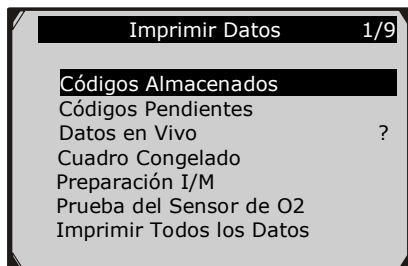 Imprimir Datos 1/9
Códigos Almacenados
Códigos Pendientes
Datos en Vivo ?
Cuadro Congelado
Preparación I/M
Prueba del Sensor de O2
Imprimir Todos los Datos